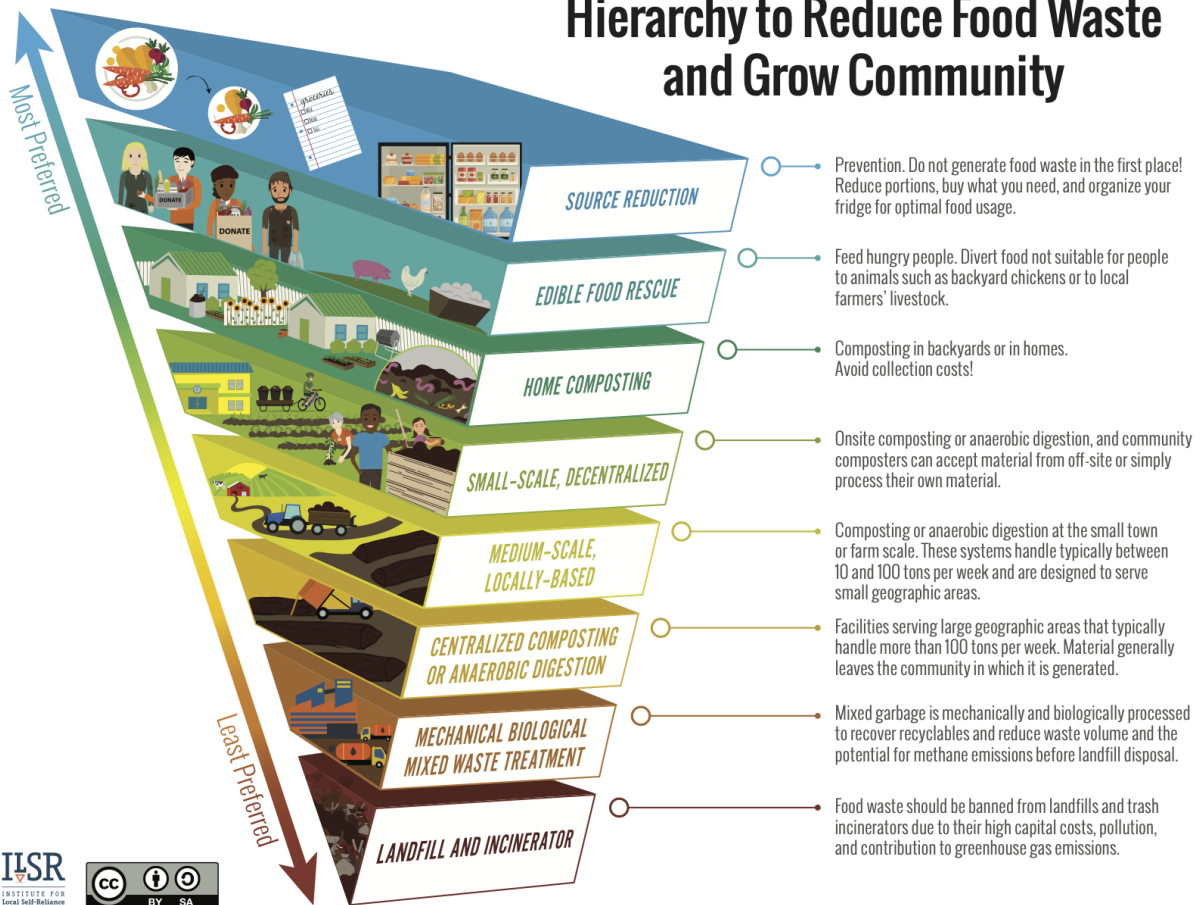 Hierarchy to Reduce Food Waste
and Grow Community
Most Preferred
groceries
DONATE
DONATE
SOURCE REDUCTION
Prevention. Do not generate food waste in the first place!
Reduce portions, buy what you need, and organize your
fridge for optimal food usage.
EDIBLE FOOD RESCUE
Feed hungry people. Divert food not suitable for people
to animals such as backyard chickens or to local
farmers' livestock.
HOME COMPOSTING
Composting in backyards or in homes.
Avoid collection costs!
SMALL-SCALE, DECENTRALIZED
Onsite composting or anaerobic digestion, and community
composters can accept material from off-site or simply
process their own material.
MEDIUM-SCALE,
LOCALLY-BASED
Composting or anaerobic digestion at the small town
or farm scale. These systems handle typically between
10 and 100 tons per week and are designed to serve
small geographic areas.
CENTRALIZED COMPOSTING
OR ANAEROBIC DIGESTION
Facilities serving large geographic areas that typically
handle more than 100 tons per week. Material generally
leaves the community in which it is generated.
MECHANICAL BIOLOGICAL
MIXED WASTE TREATMENT
Mixed garbage is mechanically and biologically processed
to recover recyclables and reduce waste volume and the
potential for methane emissions before landfill disposal.
Least Preferred
LANDFILL AND INCINERATOR
Food waste should be banned from landfills and trash
incinerators due to their high capital costs, pollution,
and contribution to greenhouse gas emissions.
ILSR
INSTITUTE FOR
Local Self-Reliance
cc
BY SA